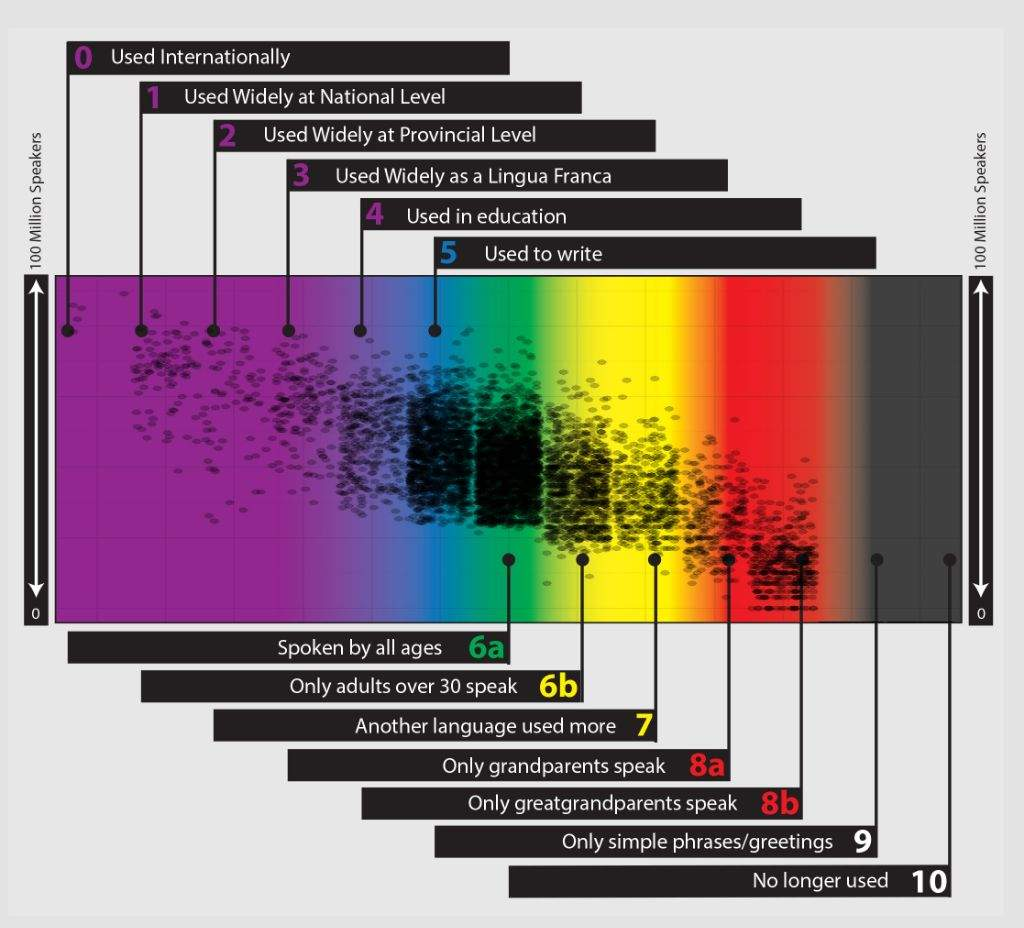 0 Used Internationally
1 Used Widely at National Level
2 Used Widely at Provincial Level
3 Used Widely as a Lingua Franca
4 Used in education
5 Used to write
100 Million Speakers
100 Million Speakers
0
0
Spoken by all ages 6a
Only adults over 30 speak 6b
Another language used more 7
Only grandparents speak 8a
Only greatgrandparents speak 8b
Only simple phrases/greetings 9
No longer used 10